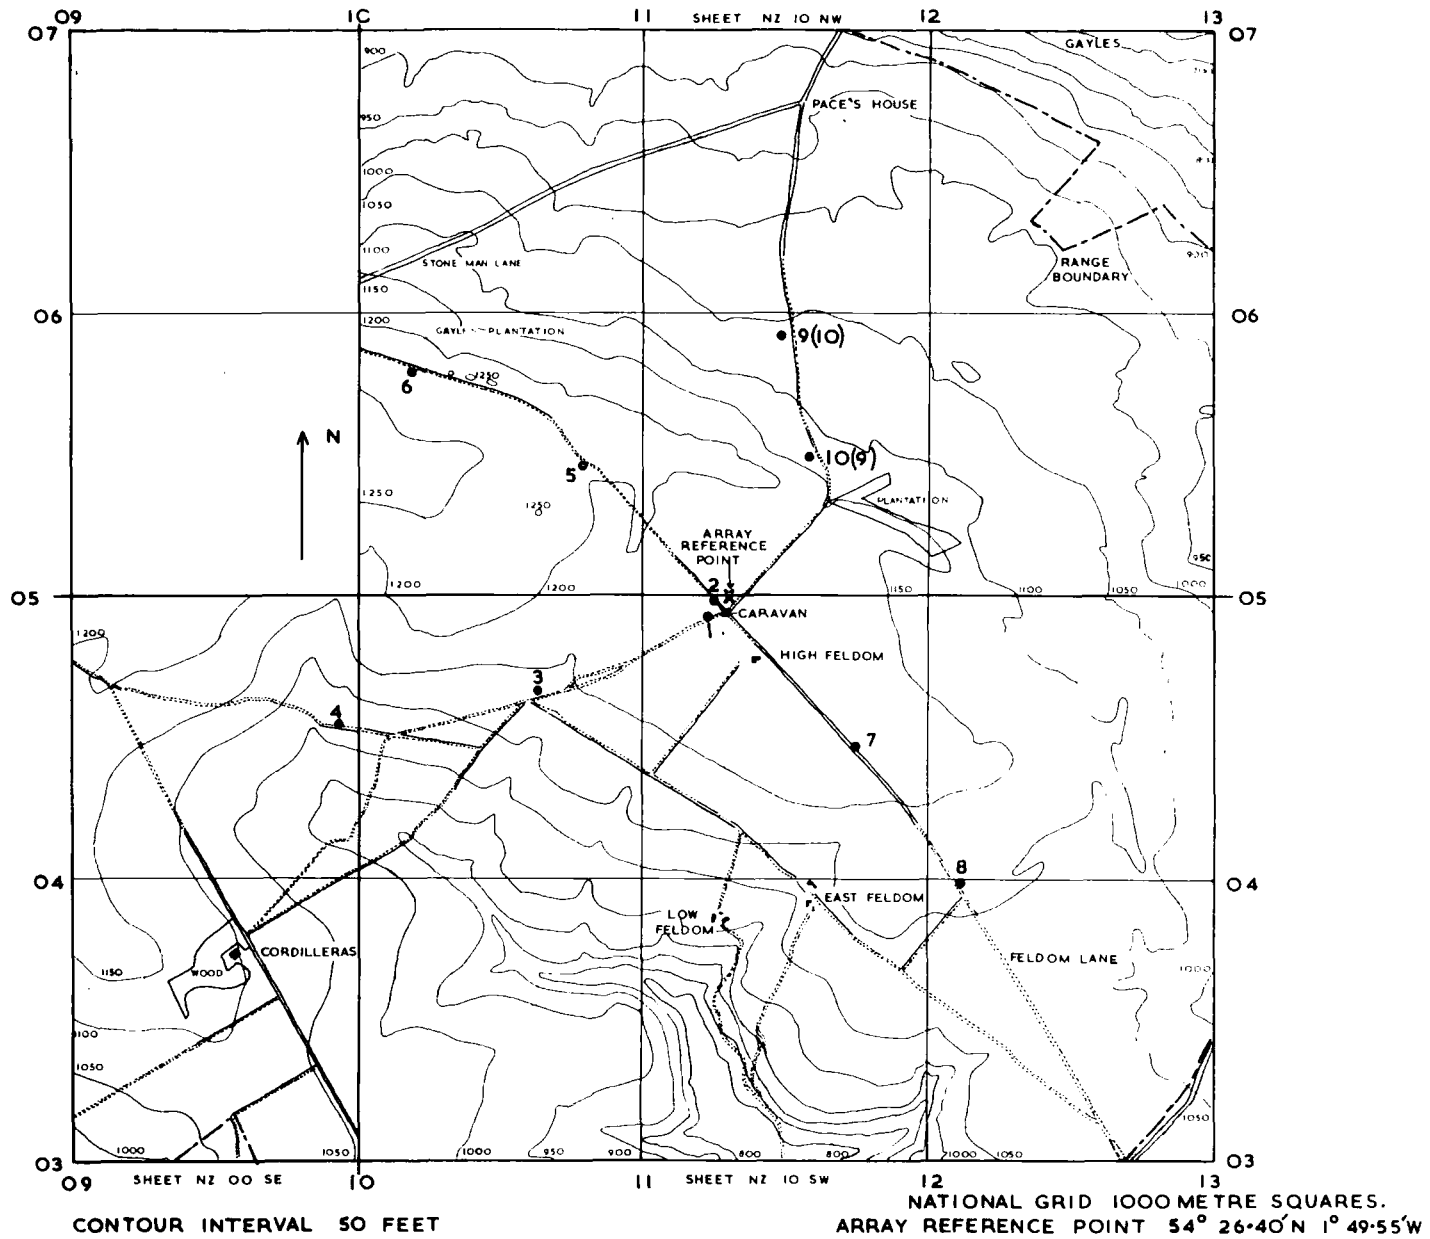 09 10 11 SHEET NZ 10 NW 12 13
07 07
GAYLES
900
PACE'S HOUSE
950
1000
1050
1100
STONE MAN LANE
900
RANGE
BOUNDARY
1150
06 06
1200
PLANTATION
9(10)
1250
6
N
5
10(9)
1250
1250
PLANTATION
ARRAY
REFERENCE
POINT
950
1200
1200
2
1150
1100
1050
1000
05 05
CARAVAN
1200
HIGH FELDOM
3
4
7
04 04
8
EAST FELDOM
LOW
FELDOM
CORDILLERAS
WOOD
1150
FELDOM LANE
1000
1100
1050
1050
1000
1050
1000
950
900
800
800
1000
1050
03 03
09 SHEET NZ 00 SE 10 11 SHEET NZ 10 SW 12 13
NATIONAL GRID 1000 METRE SQUARES.
CONTOUR INTERVAL 50 FEET
ARRAY REFERENCE POINT 54° 26·40′N 1° 49·55′W